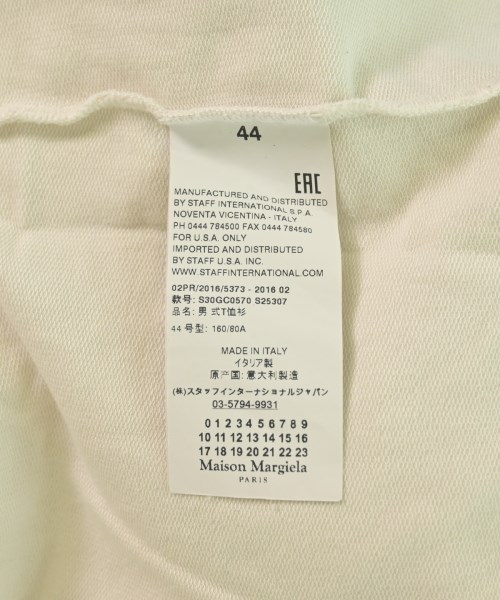 44
EAC
MANUFACTURED AND DISTRIBUTED
BY STAFF INTERNATIONAL S.P.A.
NOVENTA VICENTINA - ITALY
PH 0444 784500 FAX 0444 784580
FOR U.S.A. ONLY
IMPORTED AND DISTRIBUTED
BY STAFF U.S.A. INC.
WWW.STAFFINTERNATIONAL.COM
02PR/2016/5373 - 2016 02
款号: S30GC0570 S25307
品名: 男 式T恤衫
44 号型: 160/80A
MADE IN ITALY
イタリア製
原产国: 意大利製造
(株)スタッフインターナショナルジャパン
03-5794-9931
0 1 2 3 4 5 6 7 8 9
10 11 12 13 14 15 16
17 18 19 20 21 22 23
Maison Margiela
PARIS